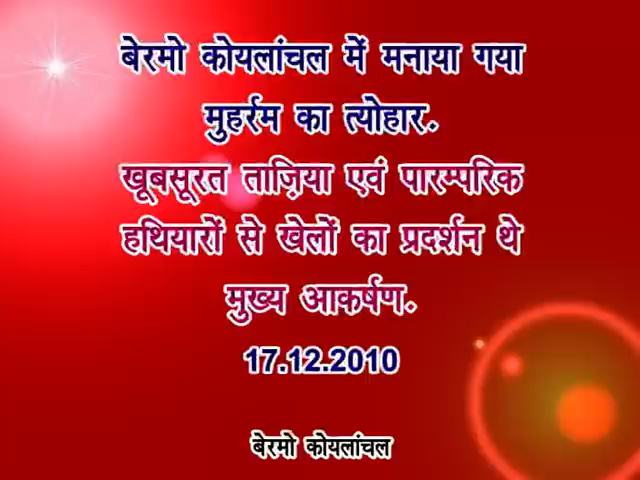 बेरमो कोयलांचल में मनाया गया
मुहर्रम का त्योहार.
खूबसूरत ताज़िया एवं पारम्परिक
हथियारों से खेलों का प्रदर्शन थे
मुख्य आकर्षण.
17.12.2010
बेरमो कोयलांचल